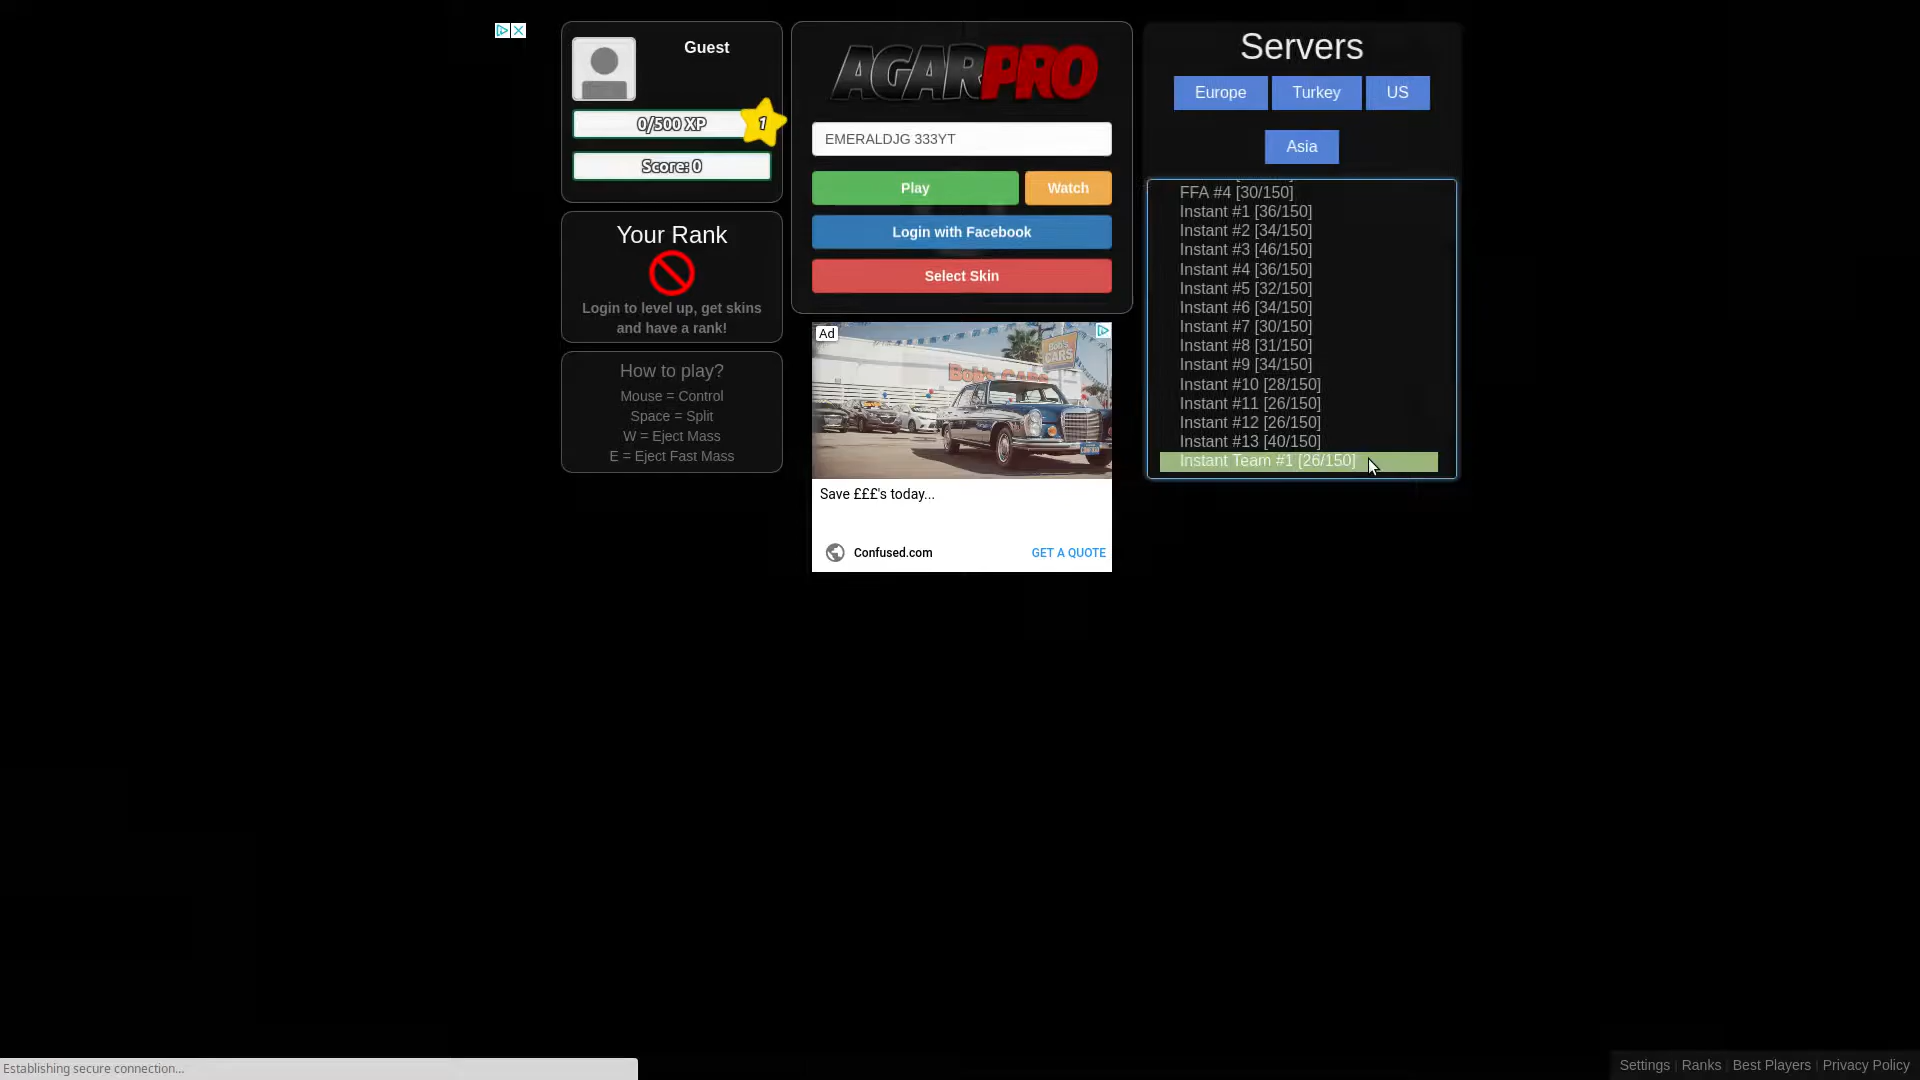 Guest
0/500 XP
1
Score: 0
Your Rank
Login to level up, get skins
and have a rank!
How to play?
Mouse = Control
Space = Split
W = Eject Mass
E = Eject Fast Mass
AGARPRO
EMERALDJG 333YT
Play
Watch
Login with Facebook
Select Skin
Ad
Bob's
CARS
Bob's CARS
Save £££'s today...
Confused.com
GET A QUOTE
Servers
Europe
Turkey
US
Asia
FFA #4 [30/150]
Instant #1 [36/150]
Instant #2 [34/150]
Instant #3 [46/150]
Instant #4 [36/150]
Instant #5 [32/150]
Instant #6 [34/150]
Instant #7 [30/150]
Instant #8 [31/150]
Instant #9 [34/150]
Instant #10 [28/150]
Instant #11 [26/150]
Instant #12 [26/150]
Instant #13 [40/150]
Instant Team #1 [26/150]
Establishing secure connection...
Settings | Ranks | Best Players | Privacy Policy